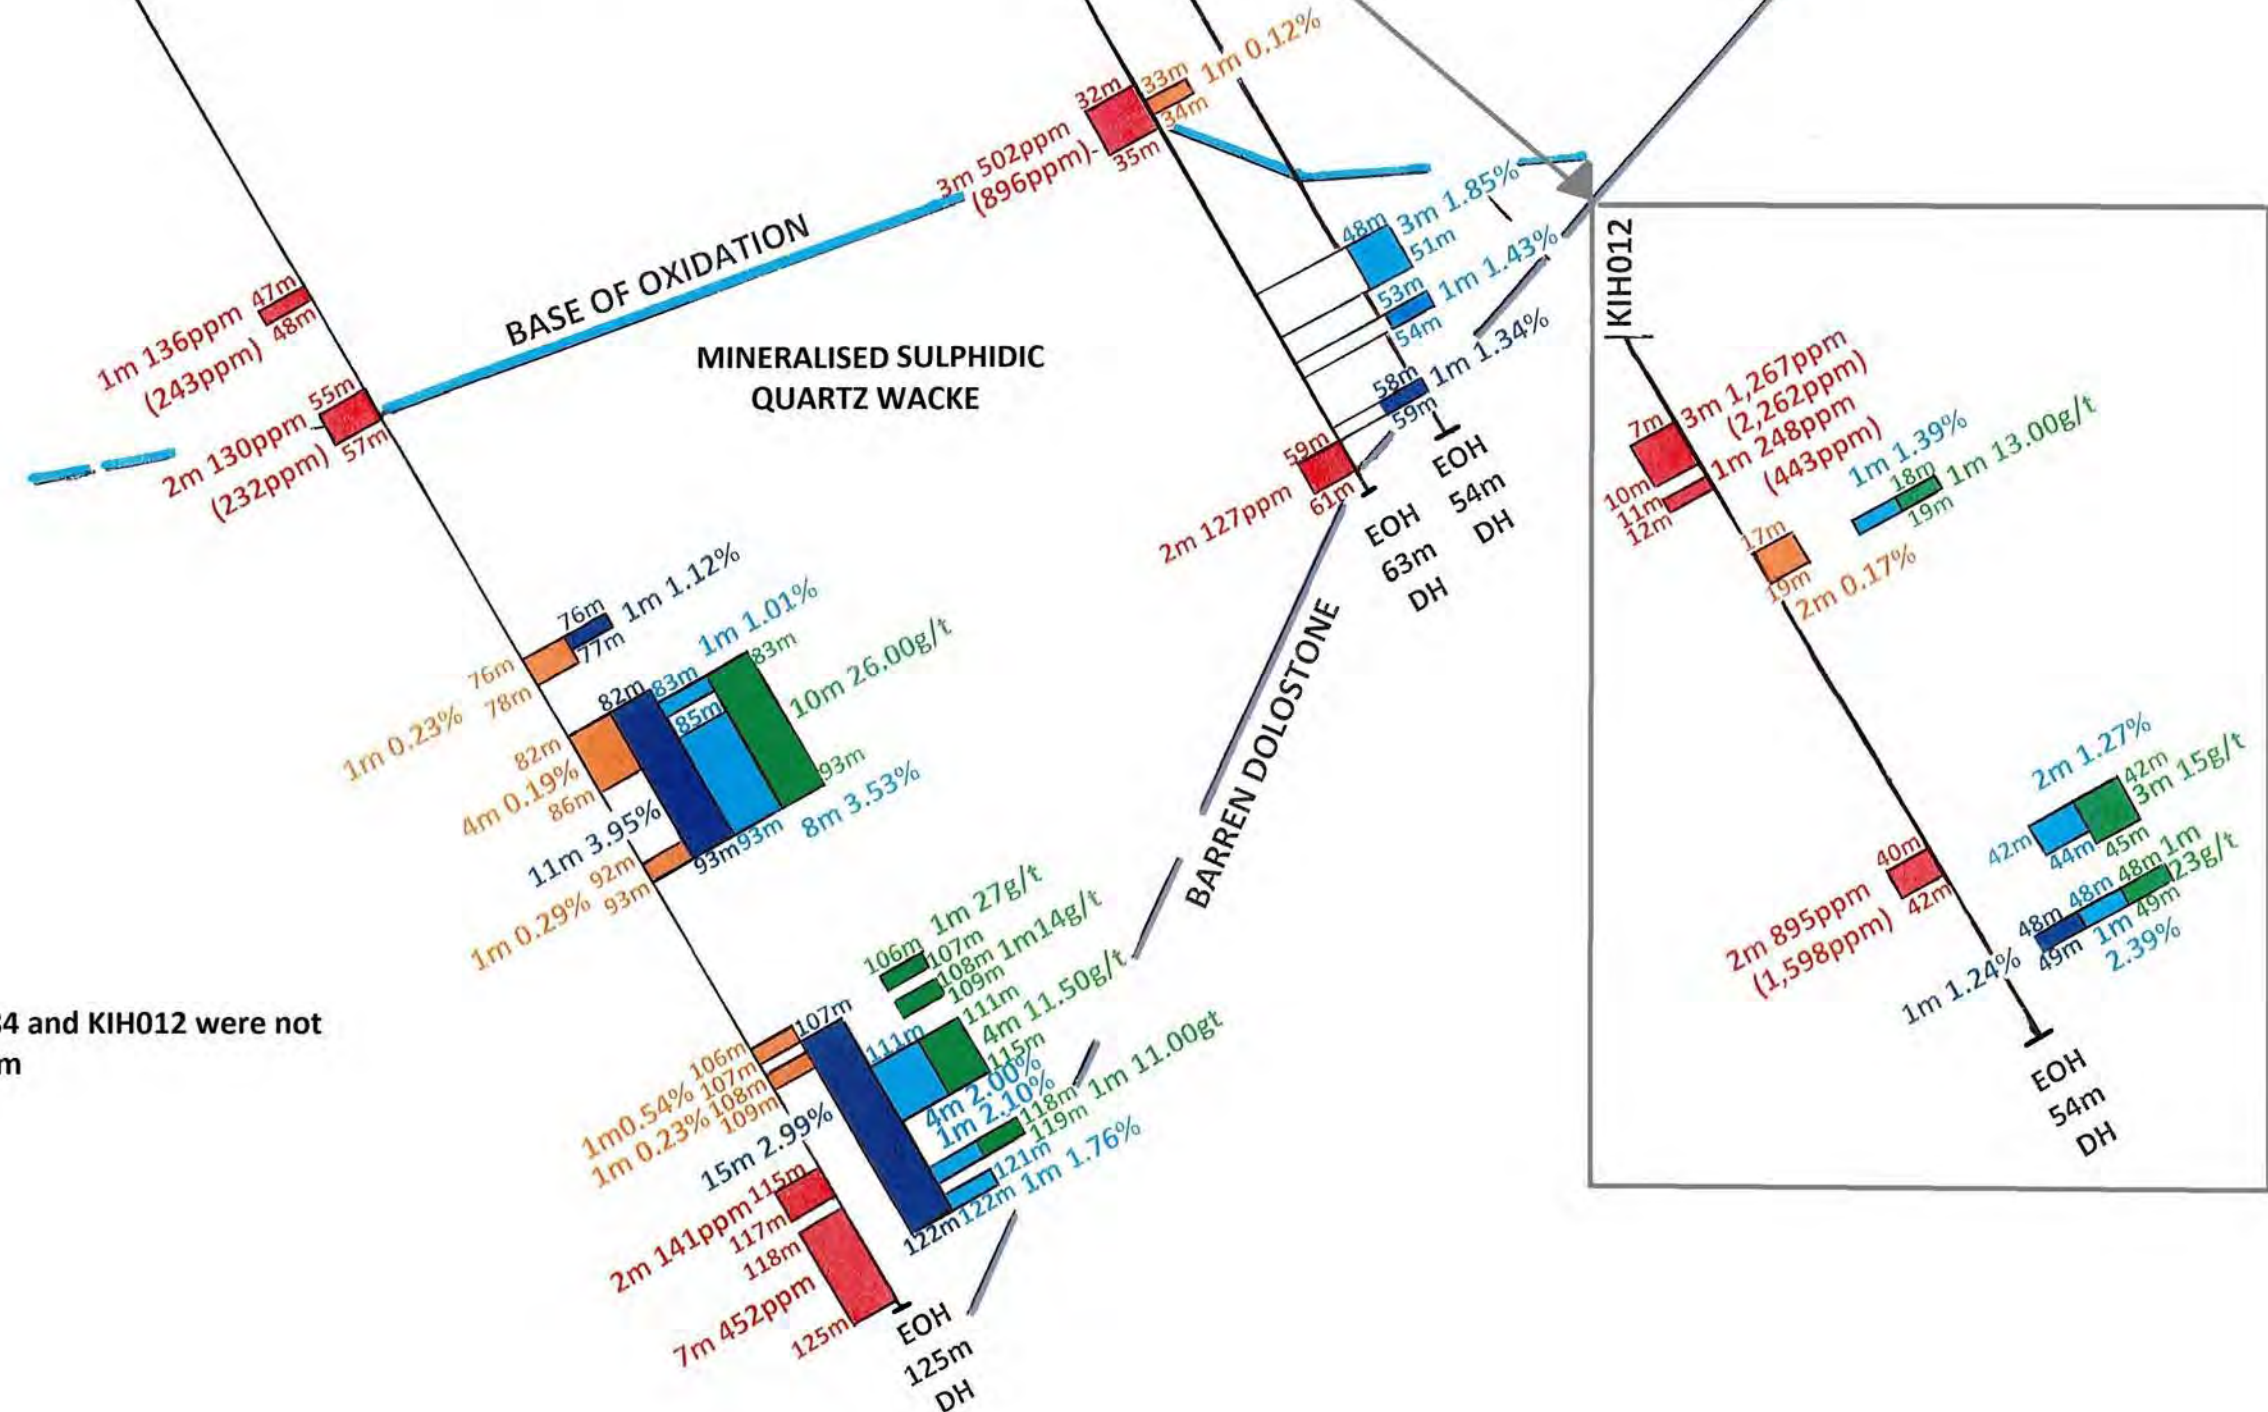 33m
1m 0.12%
32m
34m
3m 502ppm
(896ppm)-
35m
BASE OF OXIDATION
47m
48m
1m 136ppm
(243ppm)
55m
57m
2m 130ppm
(232ppm)
MINERALISED SULPHIDIC
QUARTZ WACKE
48m
3m 1.85%
51m
53m
1m 1.43%
54m
58m
1m 1.34%
59m
59m
2m 127ppm
61m
EOH
54m
DH
EOH
63m
DH
BARREN DOLOSTONE
76m
1m 1.12%
77m
76m
78m
1m 0.23%
1m 1.01%
83m
82m
83m
85m
10m 26.00g/t
82m
4m 0.19%
86m
93m
8m 3.53%
11m 3.95%
92m
93m
93m
93m
1m 0.29%
1m 27g/t
106m
107m
108m
1m14g/t
109m
111m
4m 11.50g/t
115m
107m
111m
106m
1m0.54%
107m
108m
1m 0.23%
109m
4m 2.00%
1m 2.10%
118m
1m 11.00gt
119m
15m 2.99%
121m
122m
1m 1.76%
122m
115m
2m 141ppm
117m
118m
7m 452ppm
125m
EOH
125m
DH
34 and KIH012 were not
m
KIH012
7m
3m 1,267ppm
(2,262ppm)
1m 248ppm
(443ppm)
10m
11m
12m
1m 1.39%
18m
1m 13.00g/t
19m
17m
19m
2m 0.17%
2m 1.27%
42m
3m 15g/t
42m
44m
45m
40m
42m
2m 895ppm
(1,598ppm)
48m
48m
48m
1m
23g/t
49m
1m
49m
2.39%
1m 1.24%
EOH
54m
DH